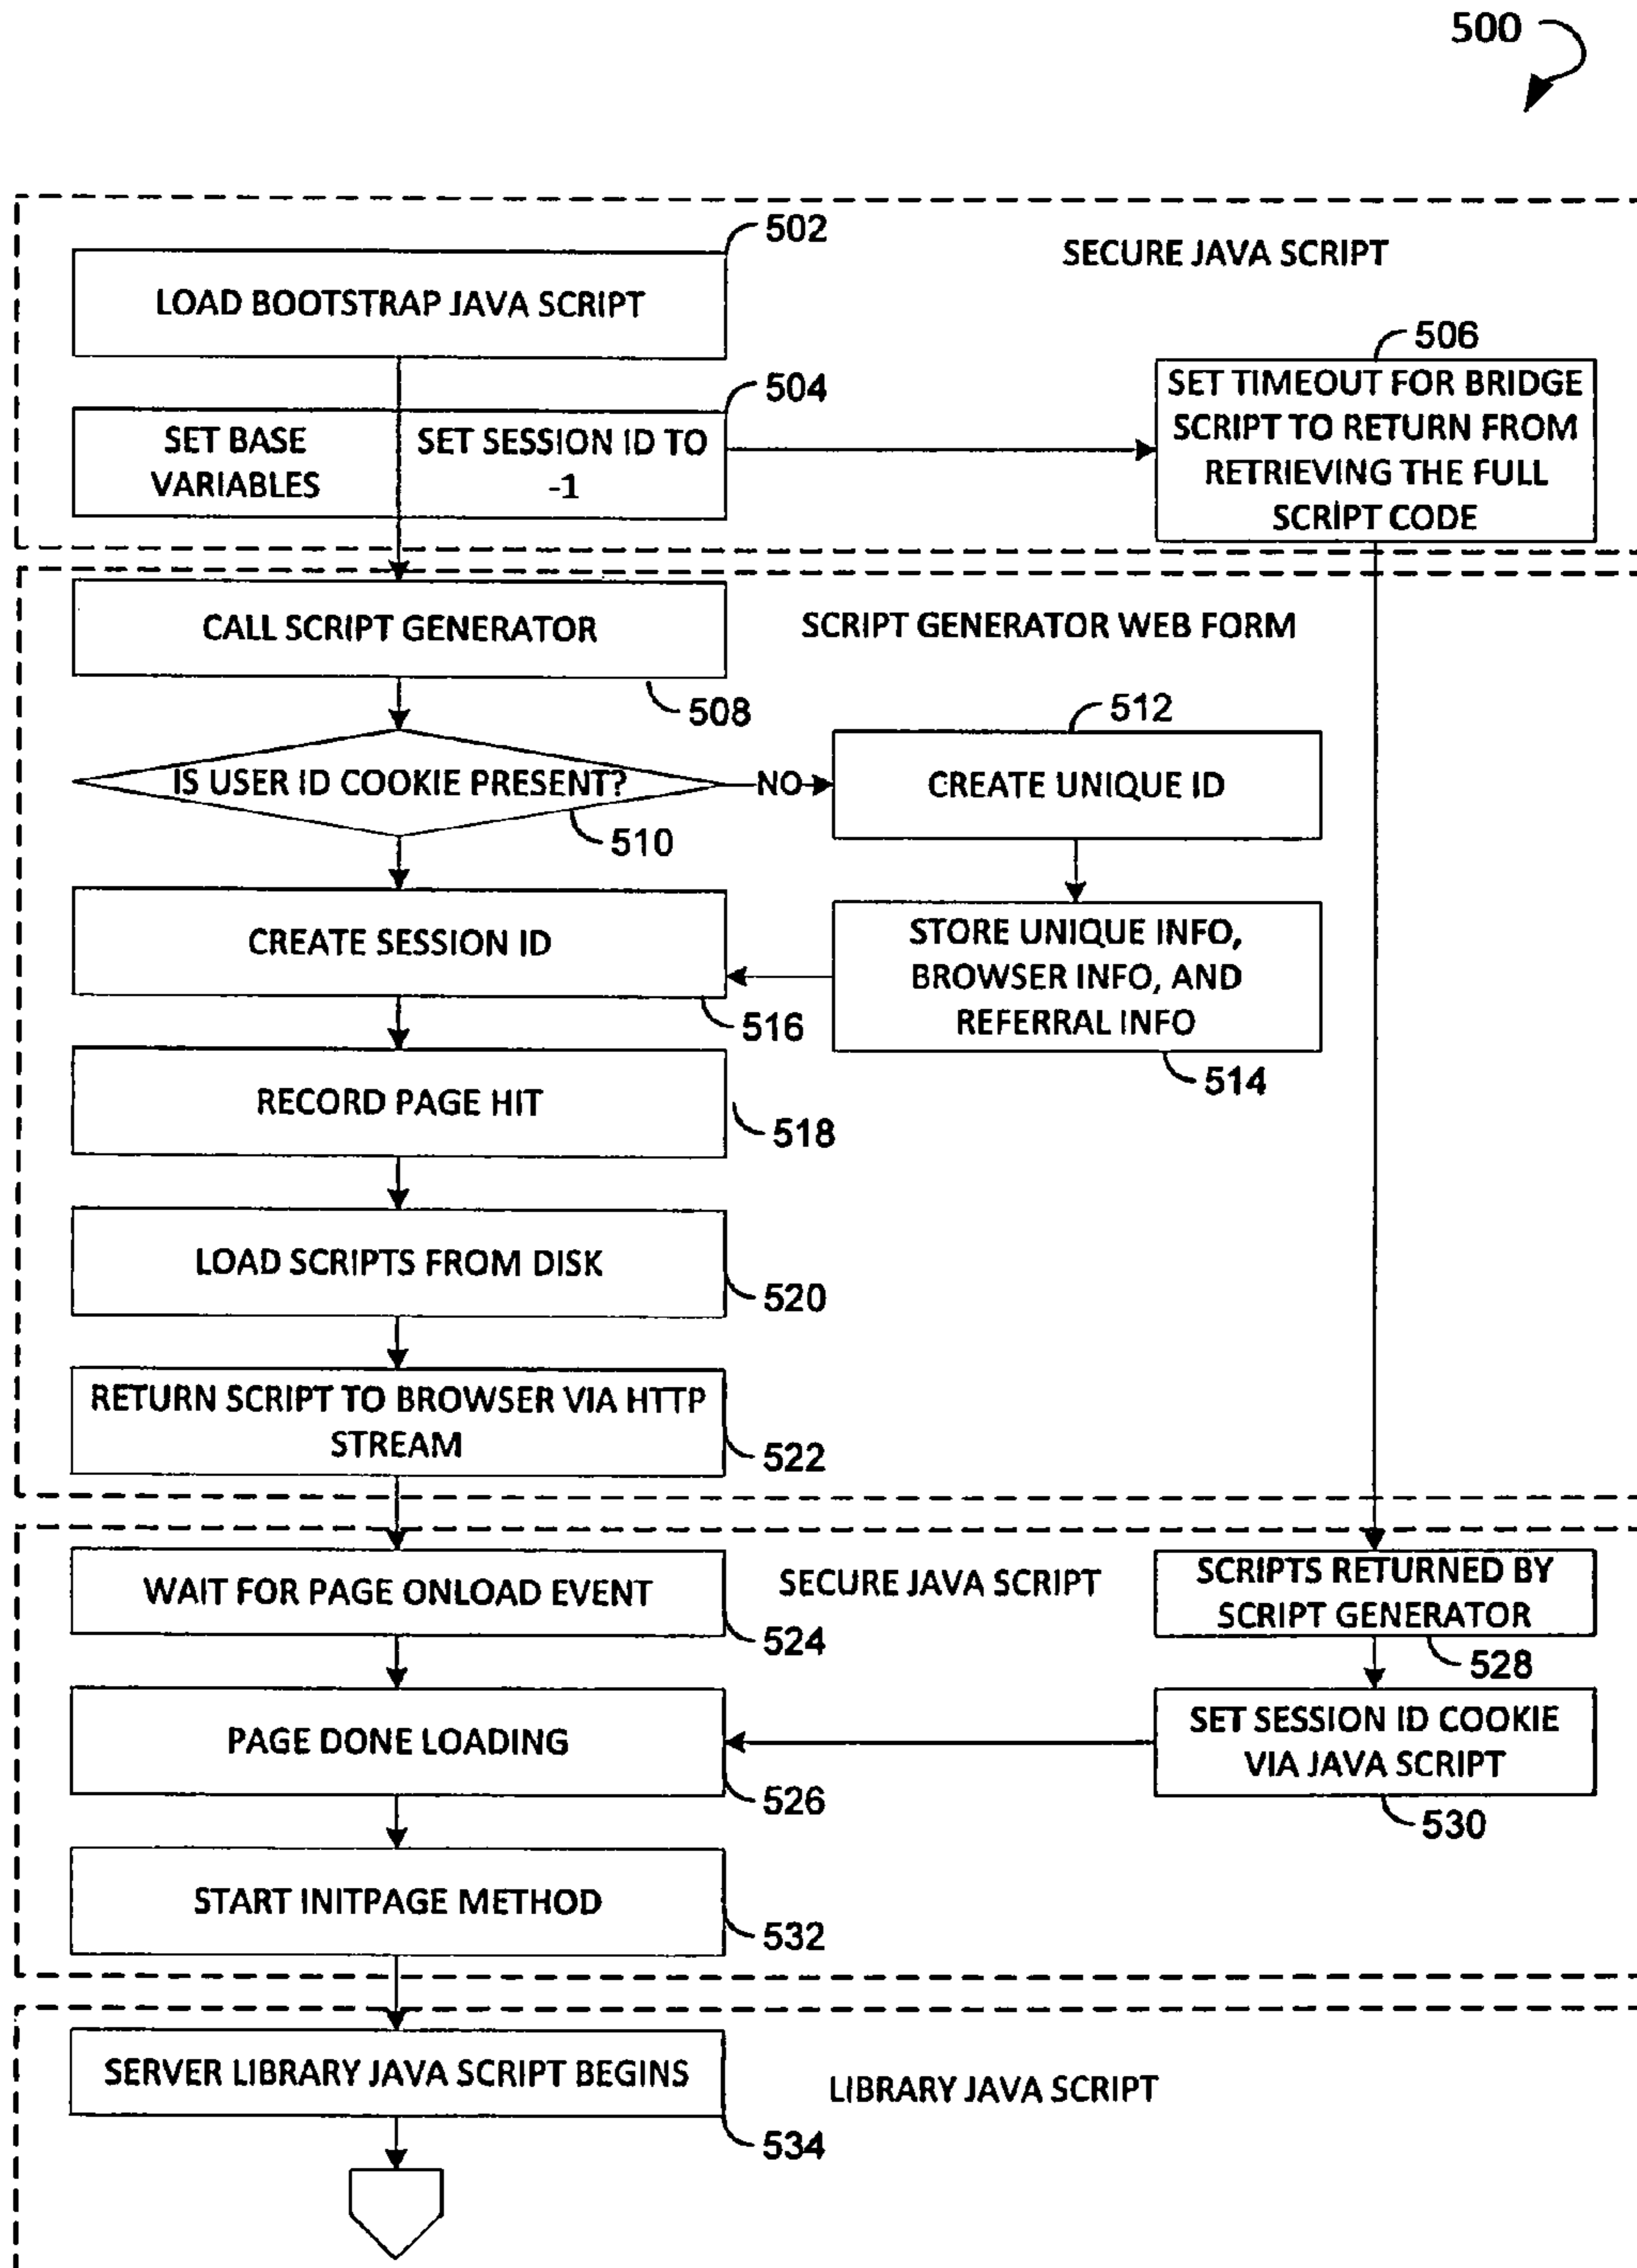 500
502
SECURE JAVA SCRIPT
LOAD BOOTSTRAP JAVA SCRIPT
504
506
SET BASE
VARIABLES
SET SESSION ID TO
-1
SET TIMEOUT FOR BRIDGE
SCRIPT TO RETURN FROM
RETRIEVING THE FULL
SCRIPT CODE
CALL SCRIPT GENERATOR
SCRIPT GENERATOR WEB FORM
508
512
IS USER ID COOKIE PRESENT?
NO
CREATE UNIQUE ID
510
CREATE SESSION ID
STORE UNIQUE INFO,
BROWSER INFO, AND
REFERRAL INFO
516
514
RECORD PAGE HIT
518
LOAD SCRIPTS FROM DISK
520
RETURN SCRIPT TO BROWSER VIA HTTP
STREAM
522
WAIT FOR PAGE ONLOAD EVENT
SECURE JAVA SCRIPT
SCRIPTS RETURNED BY
SCRIPT GENERATOR
524
528
PAGE DONE LOADING
SET SESSION ID COOKIE
VIA JAVA SCRIPT
526
530
START INITPAGE METHOD
532
SERVER LIBRARY JAVA SCRIPT BEGINS
LIBRARY JAVA SCRIPT
534